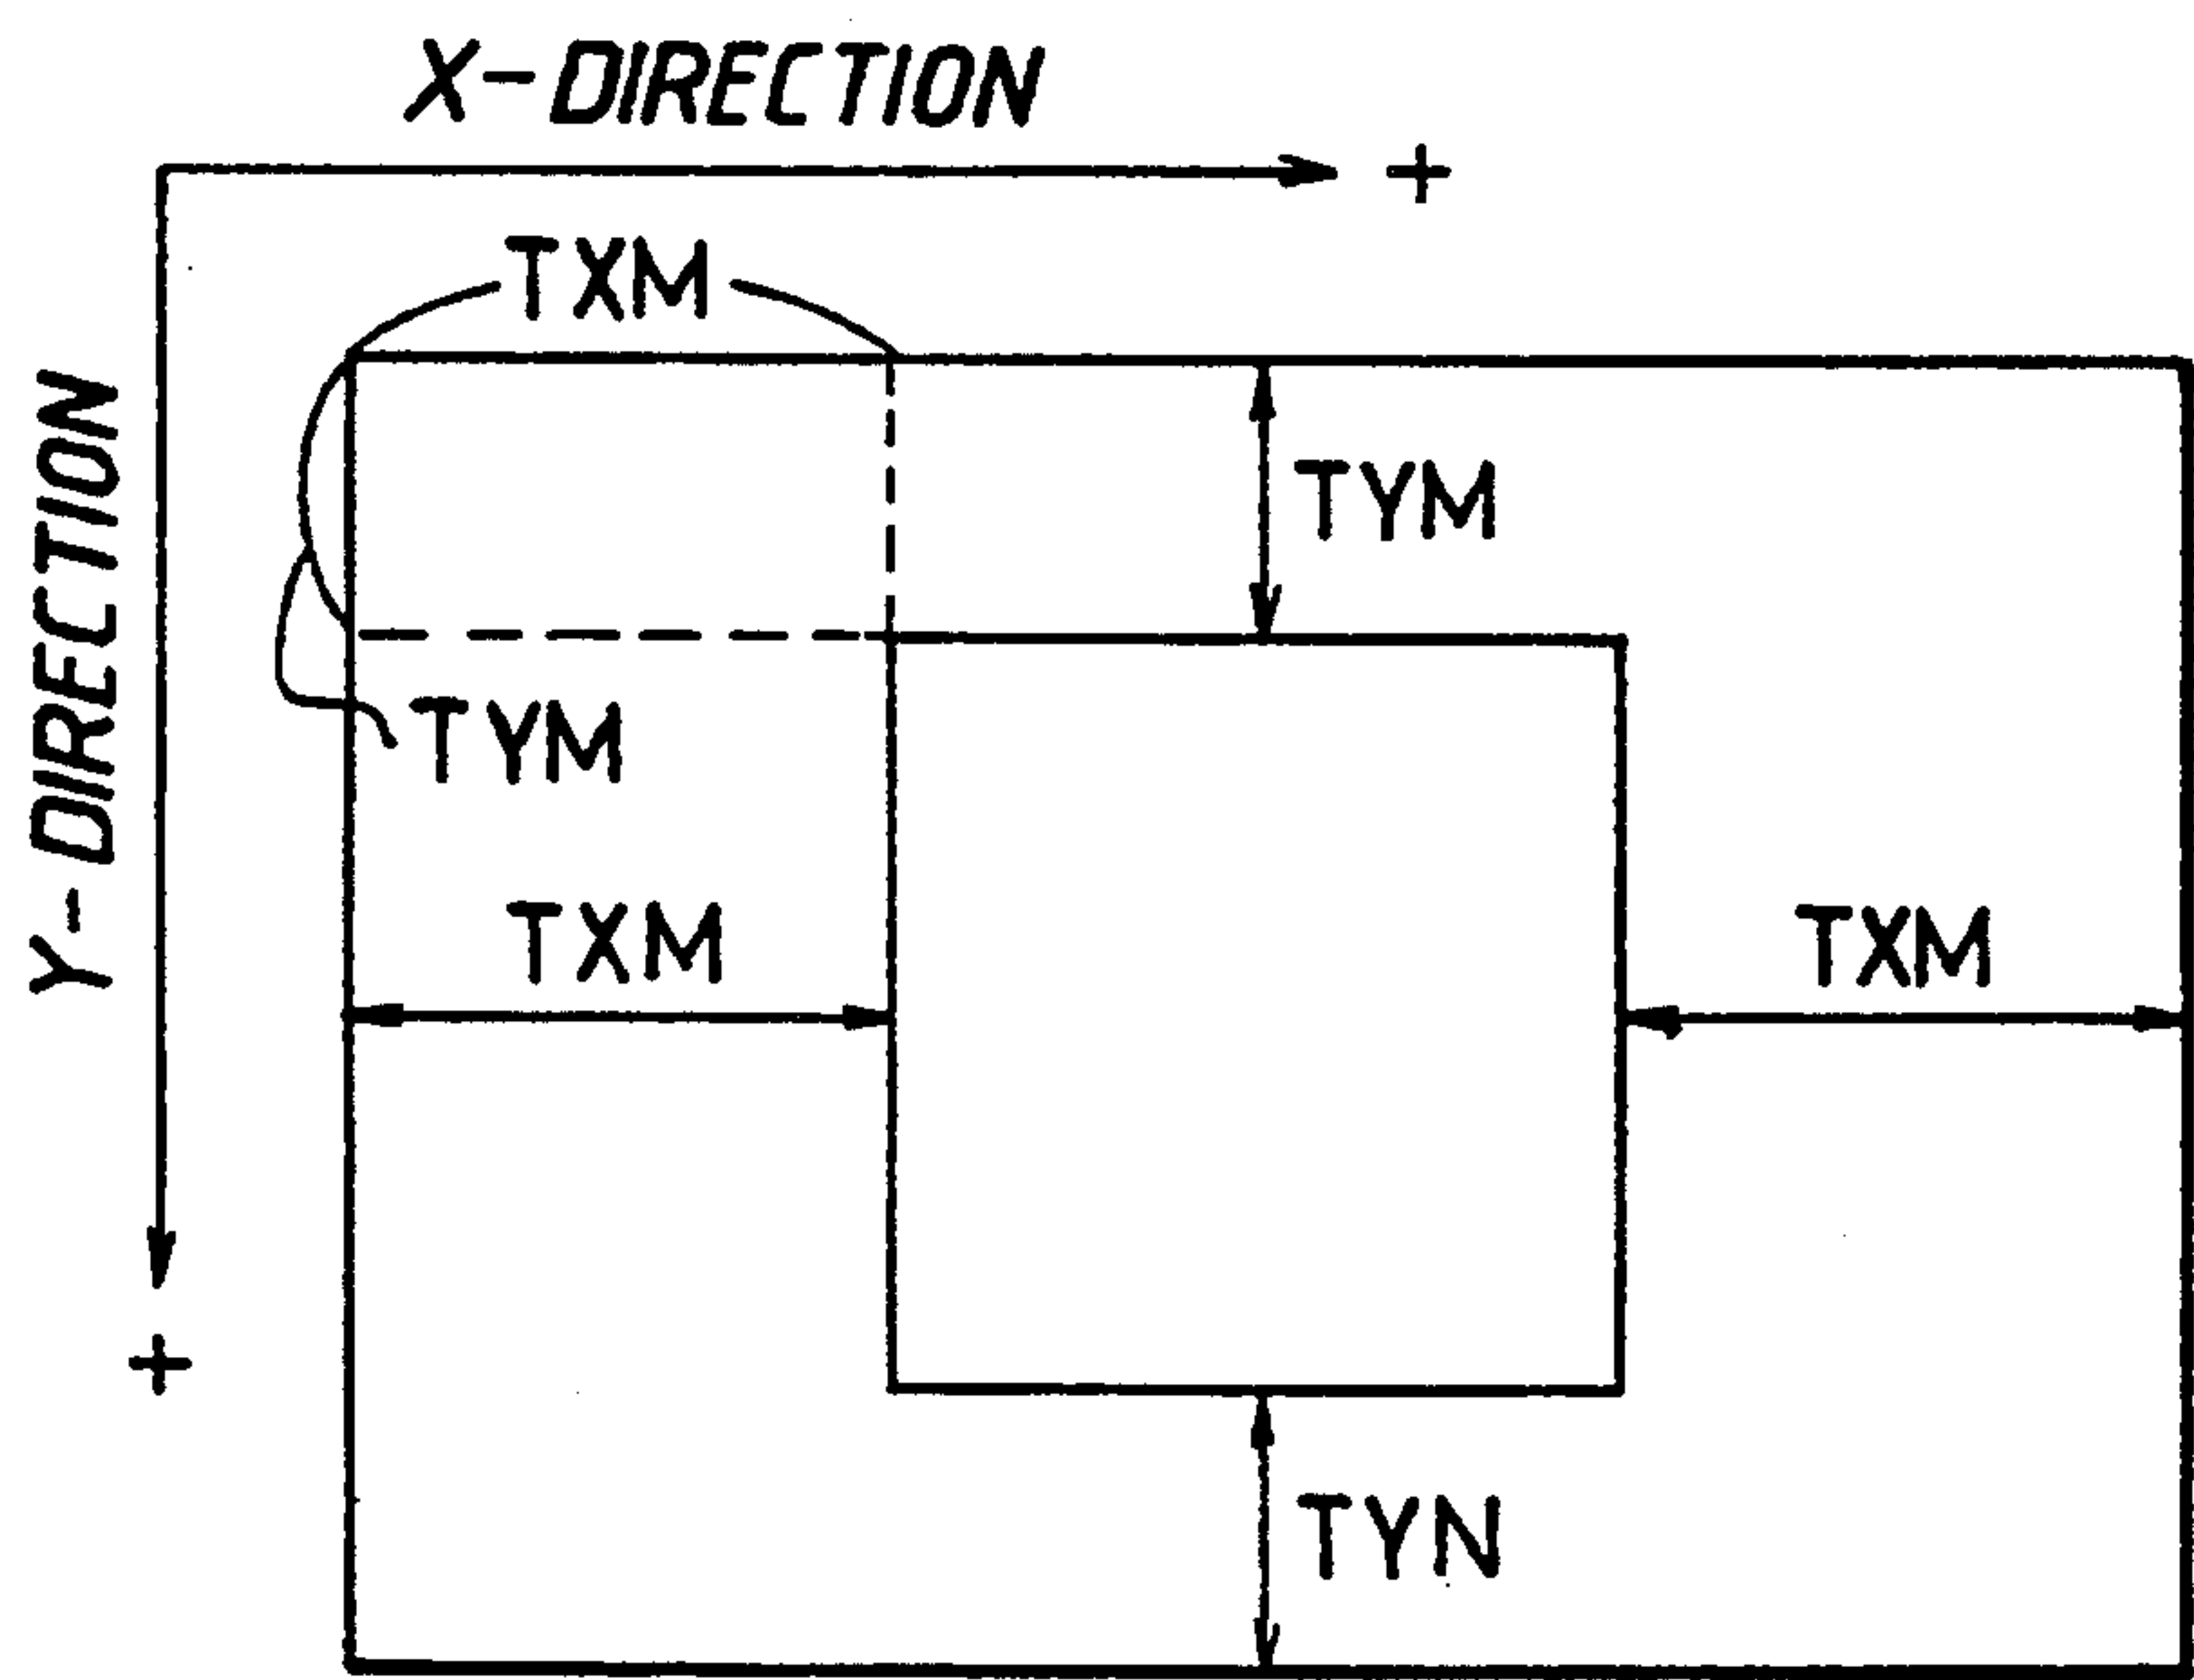 X-DIRECTION
+
TXM
TYM
Y-DIRECTION
TYM
TXM
TXM
+
TYN